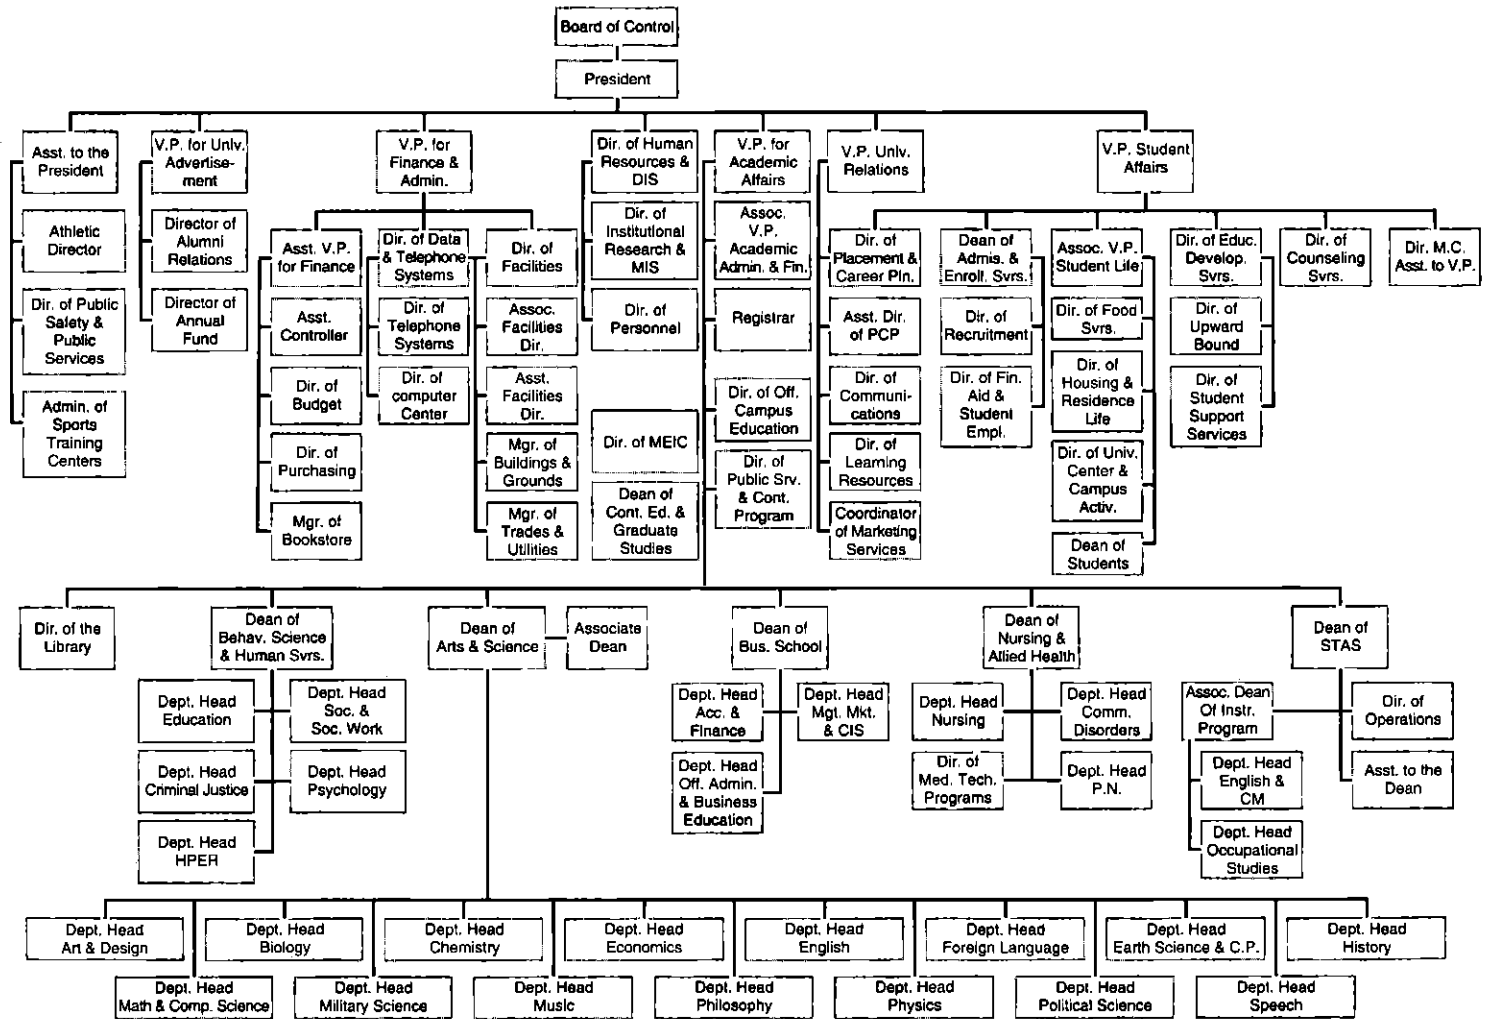 Board of Control
President
Asst. to the
President
V.P. for Univ.
Advertise-
ment
V.P. for
Finance &
Admin.
Dir. of Human
Resources &
DIS
V.P. for
Academic
Affairs
V.P. Univ.
Relations
V.P. Student
Affairs
Athletic
Director
Dir. of Public
Safety &
Public
Services
Admin. of
Sports
Training
Centers
Director of
Alumni
Relations
Director of
Annual
Fund
Asst. V.P.
for Finance
Asst.
Controller
Dir. of
Budget
Dir. of
Purchasing
Mgr. of
Bookstore
Dir. of Data
& Telephone
Systems
Dir. of
Telephone
Systems
Dir. of
computer
Center
Dir. of
Facilities
Assoc.
Facilities
Dir.
Asst.
Facilities
Dir.
Mgr. of
Buildings &
Grounds
Mgr. of
Trades &
Utilities
Dir. of
Institutional
Research &
MIS
Dir. of
Personnel
Dir. of MEIC
Dean of
Cont. Ed. &
Graduate
Studies
Assoc.
V.P.
Academic
Admin. & Fin.
Registrar
Dir. of Off.
Campus
Education
Dir. of
Public Srv.
& Cont.
Program
Dir. of
Placement &
Career Pln.
Asst. Dir.
of PCP
Dir. of
Communi-
cations
Dir. of
Learning
Resources
Coordinator
of Marketing
Services
Dean of
Admis. &
Enroll. Svrs.
Dir. of
Recruitment
Dir. of Fin.
Aid &
Student
Empl.
Assoc. V.P.
Student Life
Dir. of Food
Svrs.
Dir. of
Housing &
Residence
Life
Dir. of Univ.
Center &
Campus
Activ.
Dean of
Students
Dir. of Educ.
Develop.
Svrs.
Dir. of
Upward
Bound
Dir. of
Student
Support
Services
Dir. of
Counseling
Svrs.
Dir. M.C.
Asst. to V.P.
Dir. of the
Library
Dean of
Behav. Science
& Human Svrs.
Dean of
Arts & Science
Associate
Dean
Dean of
Bus. School
Dean of
Nursing &
Allied Health
Dean of
STAS
Dept. Head
Education
Dept. Head
Soc. &
Soc. Work
Dept. Head
Criminal Justice
Dept. Head
Psychology
Dept. Head
HPER
Dept. Head
Acc. &
Finance
Dept. Head
Mgt. Mkt.
& CIS
Dept. Head
Off. Admin.
& Business
Education
Dept. Head
Nursing
Dept. Head
Comm.
Disorders
Dir. of
Med. Tech.
Programs
Dept. Head
P.N.
Assoc. Dean
Of Instr.
Program
Dir. of
Operations
Dept. Head
English &
CM
Asst. to the
Dean
Dept. Head
Occupational
Studies
Dept. Head
Art & Design
Dept. Head
Biology
Dept. Head
Chemistry
Dept. Head
Economics
Dept. Head
English
Dept. Head
Foreign Language
Dept. Head
Earth Science & C.P.
Dept. Head
History
Dept. Head
Math & Comp. Science
Dept. Head
Military Science
Dept. Head
Music
Dept. Head
Philosophy
Dept. Head
Physics
Dept. Head
Political Science
Dept. Head
Speech